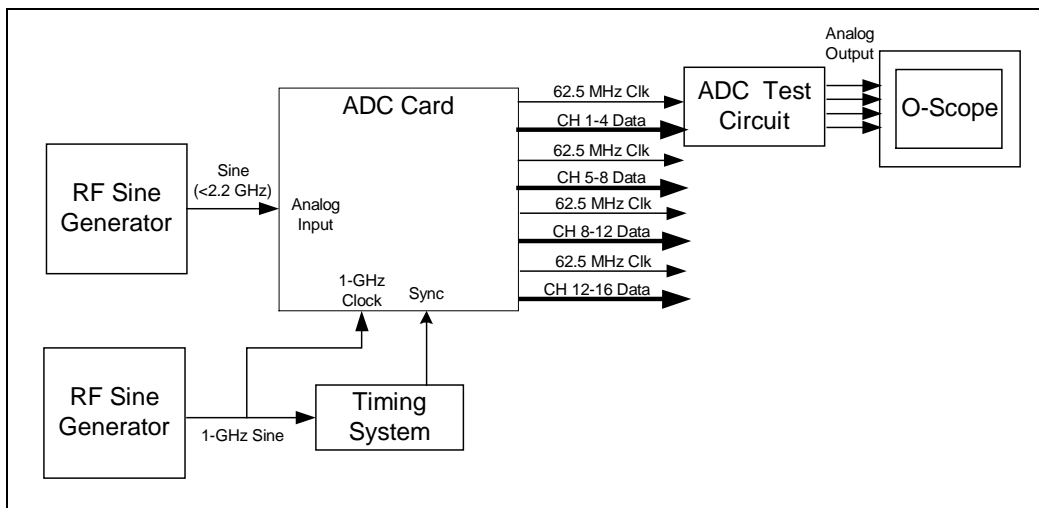 Analog
Output
62.5 MHz Clk
ADC Card
ADC Test
Circuit
O-Scope
CH 1-4 Data
62.5 MHz Clk
RF Sine
Generator
Sine
(<2.2 GHz)
CH 5-8 Data
Analog
Input
62.5 MHz Clk
CH 8-12 Data
62.5 MHz Clk
1-GHz
Clock
Sync
CH 12-16 Data
RF Sine
Generator
1-GHz Sine
Timing
System